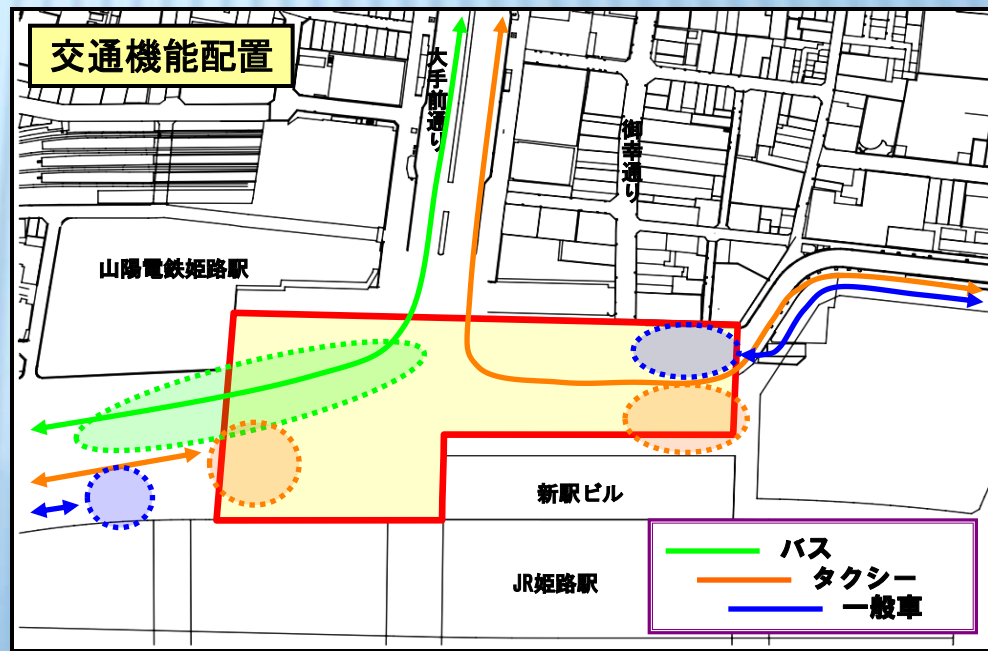 交通機能配置
大手前通り
御幸通り
山陽電鉄姫路駅
新駅ビル
JR姫路駅
バス
タクシー
一般車